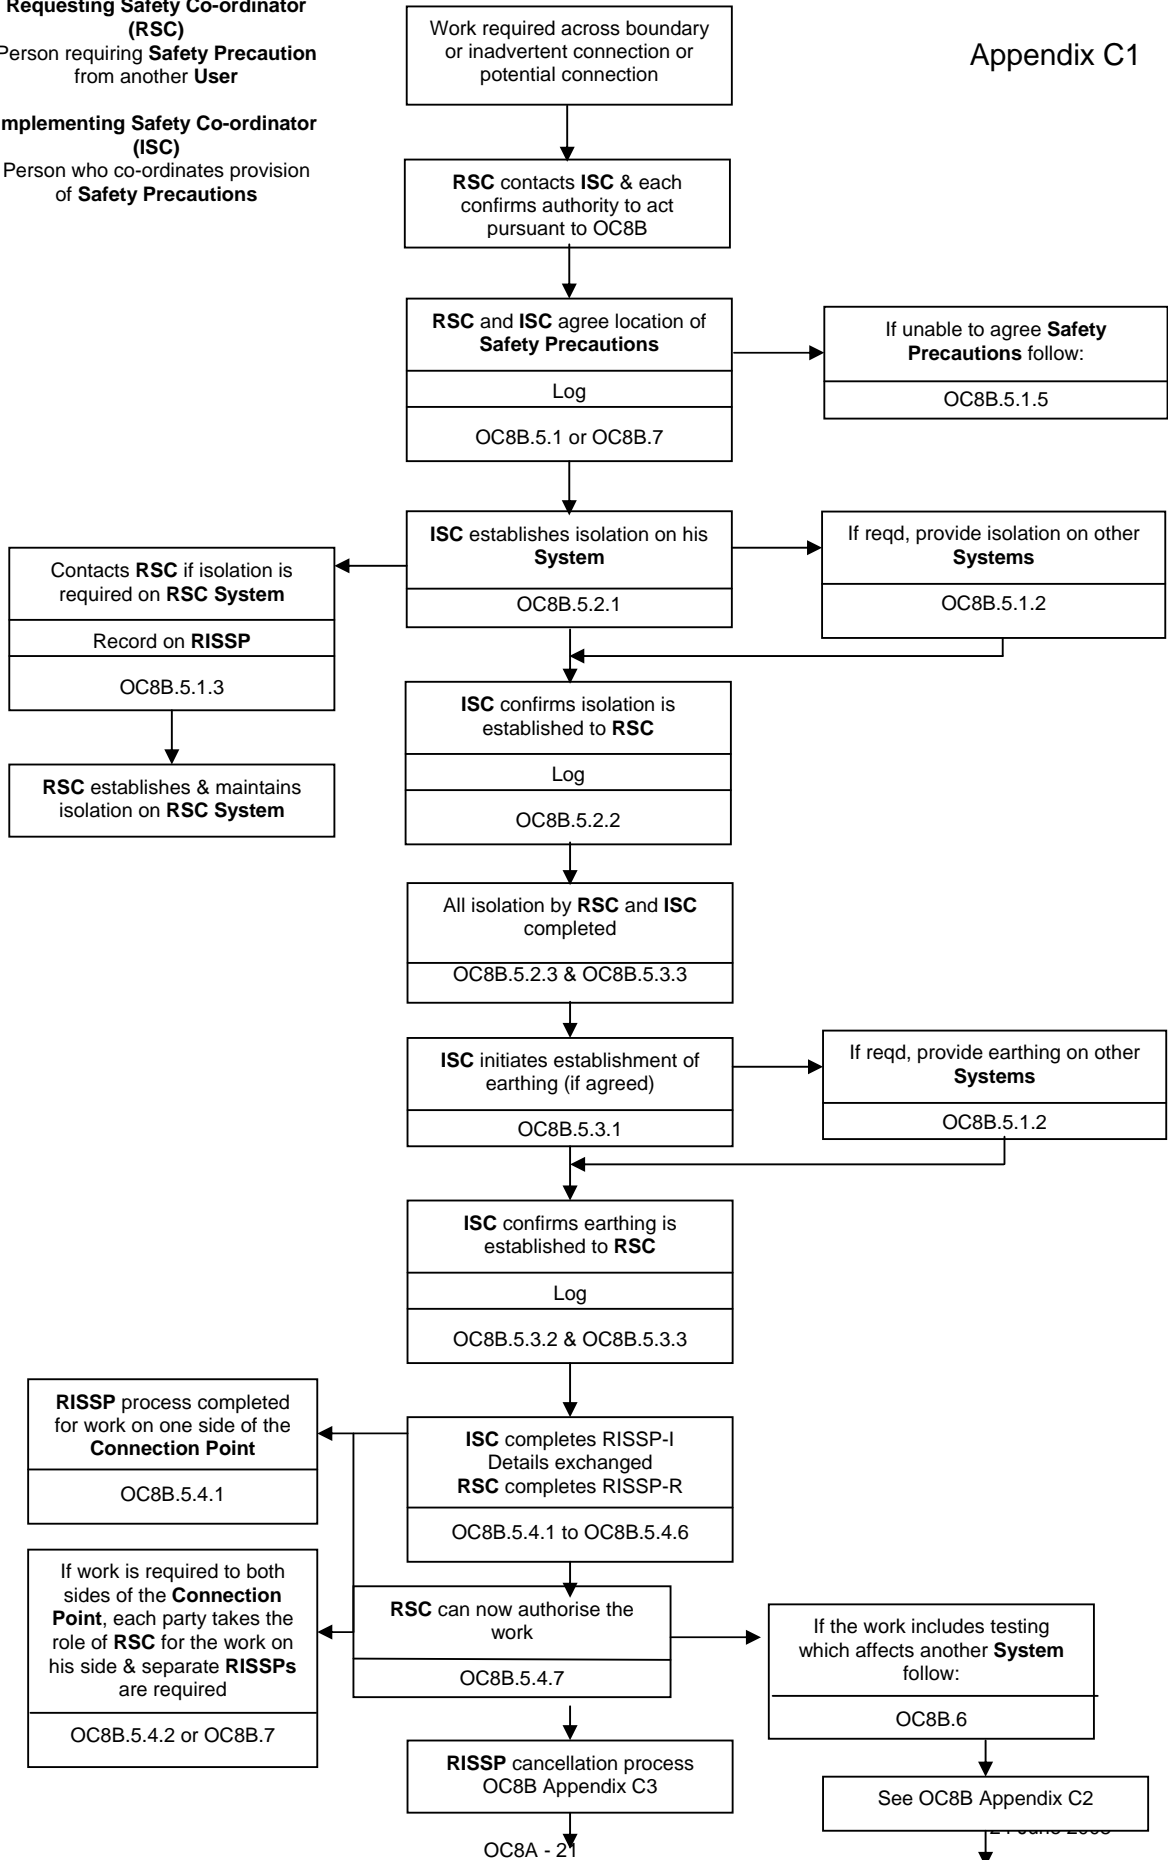 Requesting Safety Co-ordinator
(RSC)
Person requiring Safety Precaution
from another User
Implementing Safety Co-ordinator
(ISC)
Person who co-ordinates provision
of Safety Precautions
Appendix C1
Work required across boundary
or inadvertent connection or
potential connection
RSC contacts ISC & each
confirms authority to act
pursuant to OC8B
RSC and ISC agree location of
Safety Precautions
Log
OC8B.5.1 or OC8B.7
If unable to agree Safety
Precautions follow:
OC8B.5.1.5
ISC establishes isolation on his
System
OC8B.5.2.1
If reqd, provide isolation on other
Systems
OC8B.5.1.2
Contacts RSC if isolation is
required on RSC System
Record on RISSP
OC8B.5.1.3
RSC establishes & maintains
isolation on RSC System
ISC confirms isolation is
established to RSC
Log
OC8B.5.2.2
All isolation by RSC and ISC
completed
OC8B.5.2.3 & OC8B.5.3.3
ISC initiates establishment of
earthing (if agreed)
OC8B.5.3.1
If reqd, provide earthing on other
Systems
OC8B.5.1.2
ISC confirms earthing is
established to RSC
Log
OC8B.5.3.2 & OC8B.5.3.3
RISSP process completed
for work on one side of the
Connection Point
OC8B.5.4.1
ISC completes RISSP-I
Details exchanged
RSC completes RISSP-R
OC8B.5.4.1 to OC8B.5.4.6
If work is required to both
sides of the Connection
Point, each party takes the
role of RSC for the work on
his side & separate RISSPs
are required
OC8B.5.4.2 or OC8B.7
RSC can now authorise the
work
OC8B.5.4.7
If the work includes testing
which affects another System
follow:
OC8B.6
RISSP cancellation process
OC8B Appendix C3
See OC8B Appendix C2
OC8A - 21